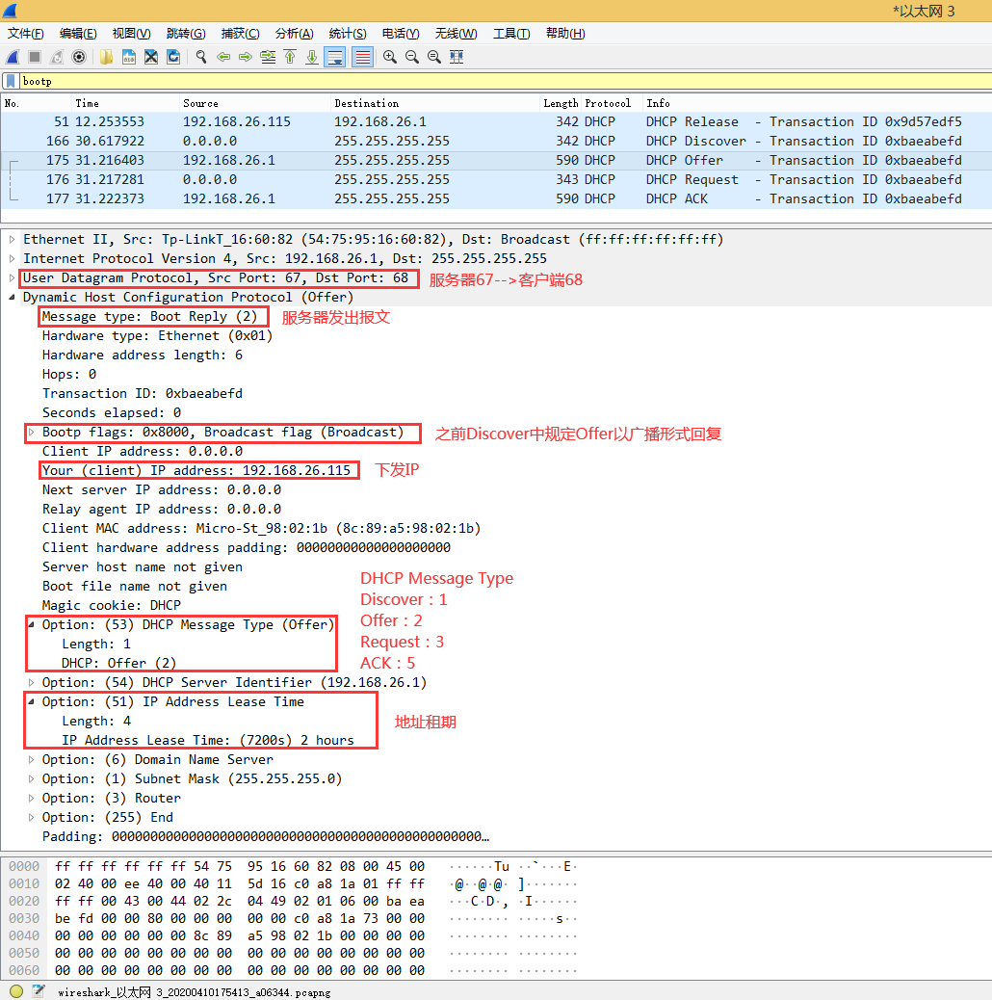 *以太网 3
文件(F) 编辑(E) 视图(V) 跳转(G) 捕获(C) 分析(A) 统计(S) 电话(Y) 无线(W) 工具(T) 帮助(H)
bootp
No. Time Source Destination Length Protocol Info
51 12.253553 192.168.26.115 192.168.26.1 342 DHCP DHCP Release - Transaction ID 0x9d57edf5
166 30.617922 0.0.0.0 255.255.255.255 342 DHCP DHCP Discover - Transaction ID 0xbaeabefd
175 31.216403 192.168.26.1 255.255.255.255 590 DHCP DHCP Offer - Transaction ID 0xbaeabefd
176 31.217281 0.0.0.0 255.255.255.255 343 DHCP DHCP Request - Transaction ID 0xbaeabefd
177 31.222373 192.168.26.1 255.255.255.255 590 DHCP DHCP ACK - Transaction ID 0xbaeabefd
Ethernet II, Src: Tp-LinkT_16:60:82 (54:75:95:16:60:82), Dst: Broadcast (ff:ff:ff:ff:ff:ff)
Internet Protocol Version 4, Src: 192.168.26.1, Dst: 255.255.255.255
User Datagram Protocol, Src Port: 67, Dst Port: 68 服务器67-->客户端68
Dynamic Host Configuration Protocol (Offer)
Message type: Boot Reply (2) 服务器发出报文
Hardware type: Ethernet (0x01)
Hardware address length: 6
Hops: 0
Transaction ID: 0xbaeabefd
Seconds elapsed: 0
Bootp flags: 0x8000, Broadcast flag (Broadcast) 之前Discover中规定Offer以广播形式回复
Client IP address: 0.0.0.0
Your (client) IP address: 192.168.26.115 下发IP
Next server IP address: 0.0.0.0
Relay agent IP address: 0.0.0.0
Client MAC address: Micro-St_98:02:1b (8c:89:a5:98:02:1b)
Client hardware address padding: 00000000000000000000
Server host name not given
Boot file name not given
Magic cookie: DHCP
DHCP Message Type
Discover：1
Offer：2
Request：3
ACK：5
Option: (53) DHCP Message Type (Offer)
Length: 1
DHCP: Offer (2)
Option: (54) DHCP Server Identifier (192.168.26.1)
Option: (51) IP Address Lease Time
Length: 4 地址租期
IP Address Lease Time: (7200s) 2 hours
Option: (6) Domain Name Server
Option: (1) Subnet Mask (255.255.255.0)
Option: (3) Router
Option: (255) End
Padding: 000000000000000000000000000000000000000000000000…
0000 ff ff ff ff ff ff 54 75 95 16 60 82 08 00 45 00 ······Tu ··`···E·
0010 02 40 00 ee 40 00 40 11 5d 16 c0 a8 1a 01 ff ff ·@··@·@· ]·······
0020 ff ff 00 43 00 44 02 2c 04 49 02 01 06 00 ba ea ···C·D·, ·I······
0030 be fd 00 00 80 00 00 00 00 00 c0 a8 1a 73 00 00 ········ ·····s··
0040 00 00 00 00 00 00 8c 89 a5 98 02 1b 00 00 00 00 ········ ········
0050 00 00 00 00 00 00 00 00 00 00 00 00 00 00 00 00 ········ ········
0060 00 00 00 00 00 00 00 00 00 00 00 00 00 00 00 00 ········ ········
wireshark_以太网 3_20200410175413_a06344.pcapng